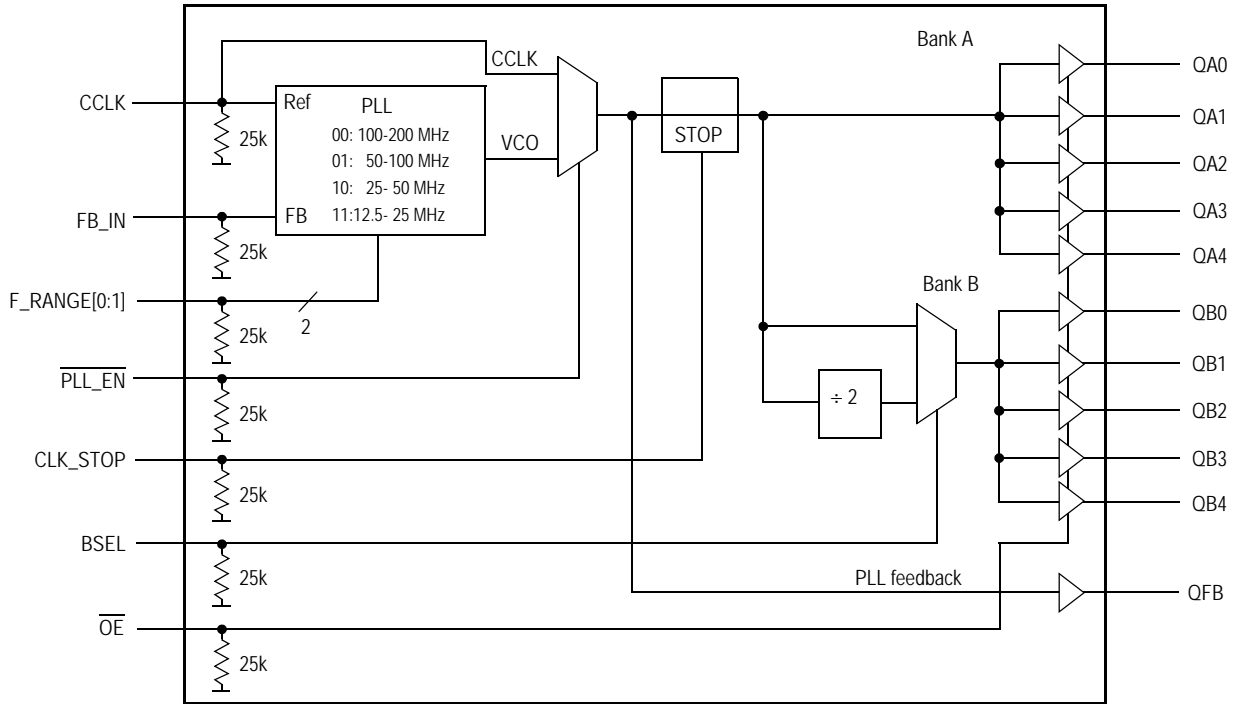 Bank A
CCLK
QA0
CCLK
Ref
PLL
25k
00: 100-200 MHz
01: 50-100 MHz
10: 25- 50 MHz
11:12.5- 25 MHz
VCO
STOP
QA1
QA2
FB_IN
FB
QA3
25k
QA4
Bank B
F_RANGE[0:1]
2
25k
QB0
PLL_EN
QB1
25k
÷ 2
QB2
CLK_STOP
QB3
25k
QB4
BSEL
25k
PLL feedback
QFB
OE
25k